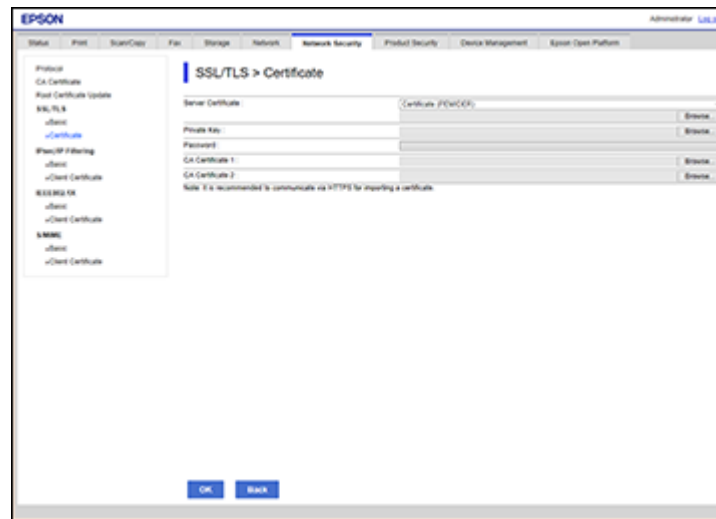 EPSON
Administrator Log o
Status Print Scan/Copy Fax Storage Network Network Security Product Security Device Management Epson Open Platform
Protocol
CA Certificate
Root Certificate Update
SSL/TLS
»Basic
»Certificate
IPsec/IP Filtering
»Basic
»Client Certificate
IEEE802.1X
»Basic
»Client Certificate
S/MIME
»Basic
»Client Certificate
SSL/TLS > Certificate
Server Certificate : Certificate (PEM/DER)
Browse...
Private Key : Browse...
Password :
CA Certificate 1 : Browse...
CA Certificate 2 : Browse...
Note: It is recommended to communicate via HTTPS for importing a certificate.
OK Back